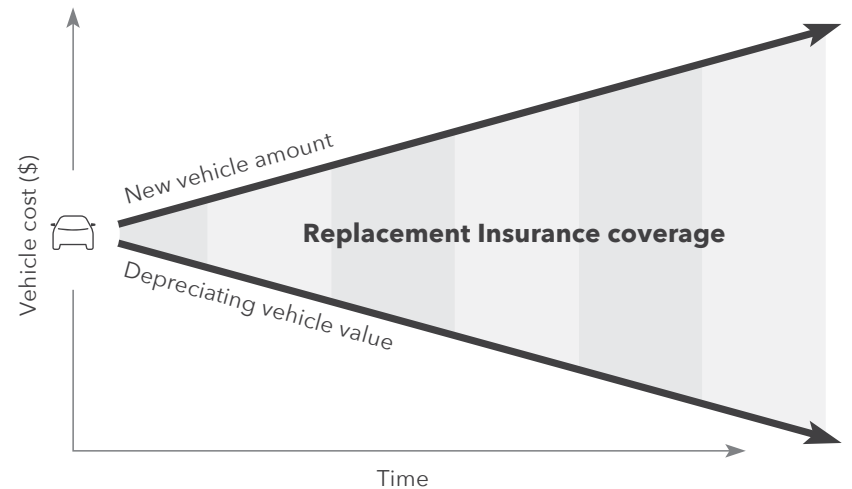 Vehicle cost ($)
New vehicle amount
Replacement Insurance coverage
Depreciating vehicle value
Time